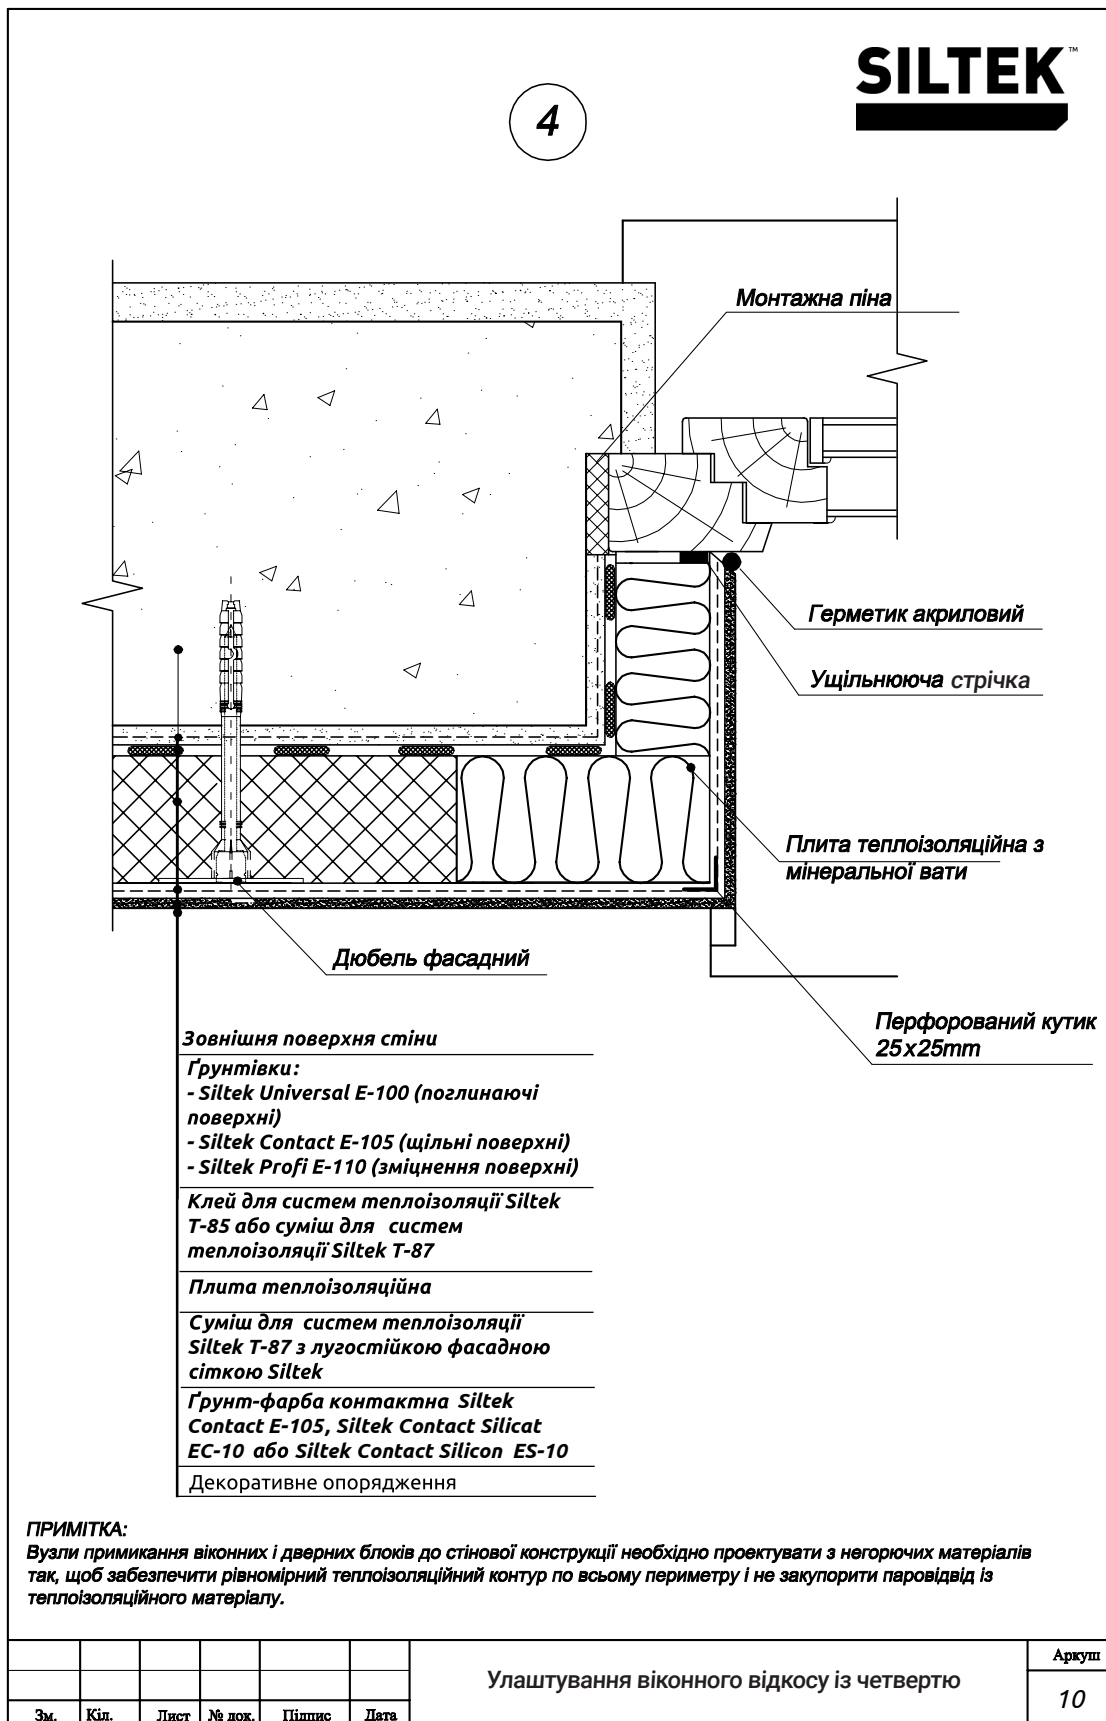 SILTEK™
4
Монтажна піна
Герметик акриловий
Ущільнююча стрічка
Плита теплоізоляційна з
мінеральної вати
Дюбель фасадний
Перфорований кутик
25x25mm
Зовнішня поверхня стіни
Ґрунтівки:
- Siltek Universal E-100 (поглинаючі
поверхні)
- Siltek Contact E-105 (щільні поверхні)
- Siltek Profi E-110 (зміцнення поверхні)
Клей для систем теплоізоляції Siltek
T-85 або суміш для систем
теплоізоляції Siltek T-87
Плита теплоізоляційна
Суміш для систем теплоізоляції
Siltek T-87 з лугостійкою фасадною
сіткою Siltek
Ґрунт-фарба контактна Siltek
Contact E-105, Siltek Contact Silicat
EC-10 або Siltek Contact Silicon ES-10
Декоративне опорядження
ПРИМІТКА:
Вузли примикання віконних і дверних блоків до стінової конструкції необхідно проектувати з негорючих матеріалів
так, щоб забезпечити рівномірний теплоізоляційний контур по всьому периметру і не закупорити паровідвід із
теплоізоляційного матеріалу.
Улаштування віконного відкосу із четвертю
Аркуш
10
Зм. Кіл. Лист № док. Підпис Дата